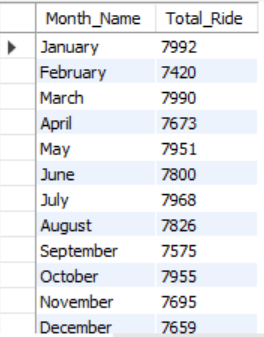 Month_Name Total_Ride
January 7992
February 7420
March 7990
April 7673
May 7951
June 7800
July 7968
August 7826
September 7575
October 7955
November 7695
December 7659